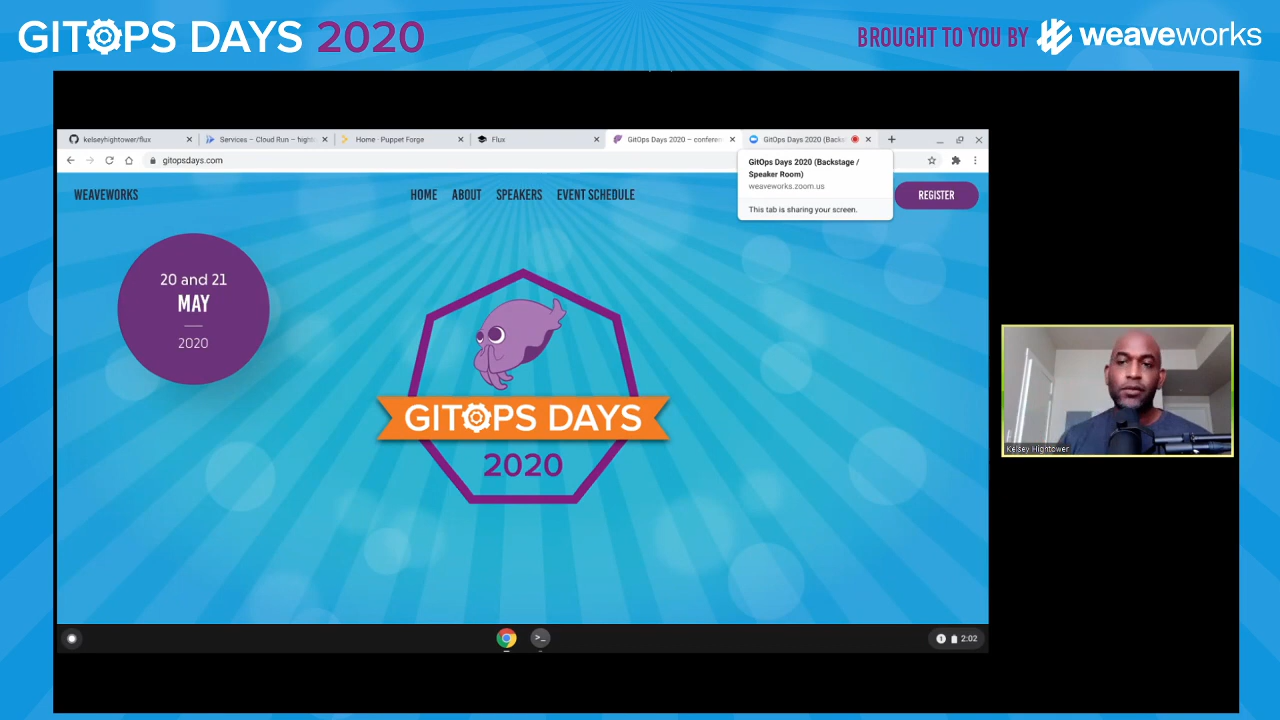 GITOPS DAYS 2020
BROUGHT TO YOU BY weaveworks
kelseyhightower/flux
Services – Cloud Run – hight
Home · Puppet Forge
Flux
GitOps Days 2020 – conferen
GitOps Days 2020 (Backs
gitopsdays.com
GitOps Days 2020 (Backstage /
Speaker Room)
weaveworks.zoom.us
This tab is sharing your screen.
WEAVEWORKS
HOME
ABOUT
SPEAKERS
EVENT SCHEDULE
REGISTER
20 and 21
MAY
2020
GITOPS DAYS
2020
Kelsey Hightower
1
2:02